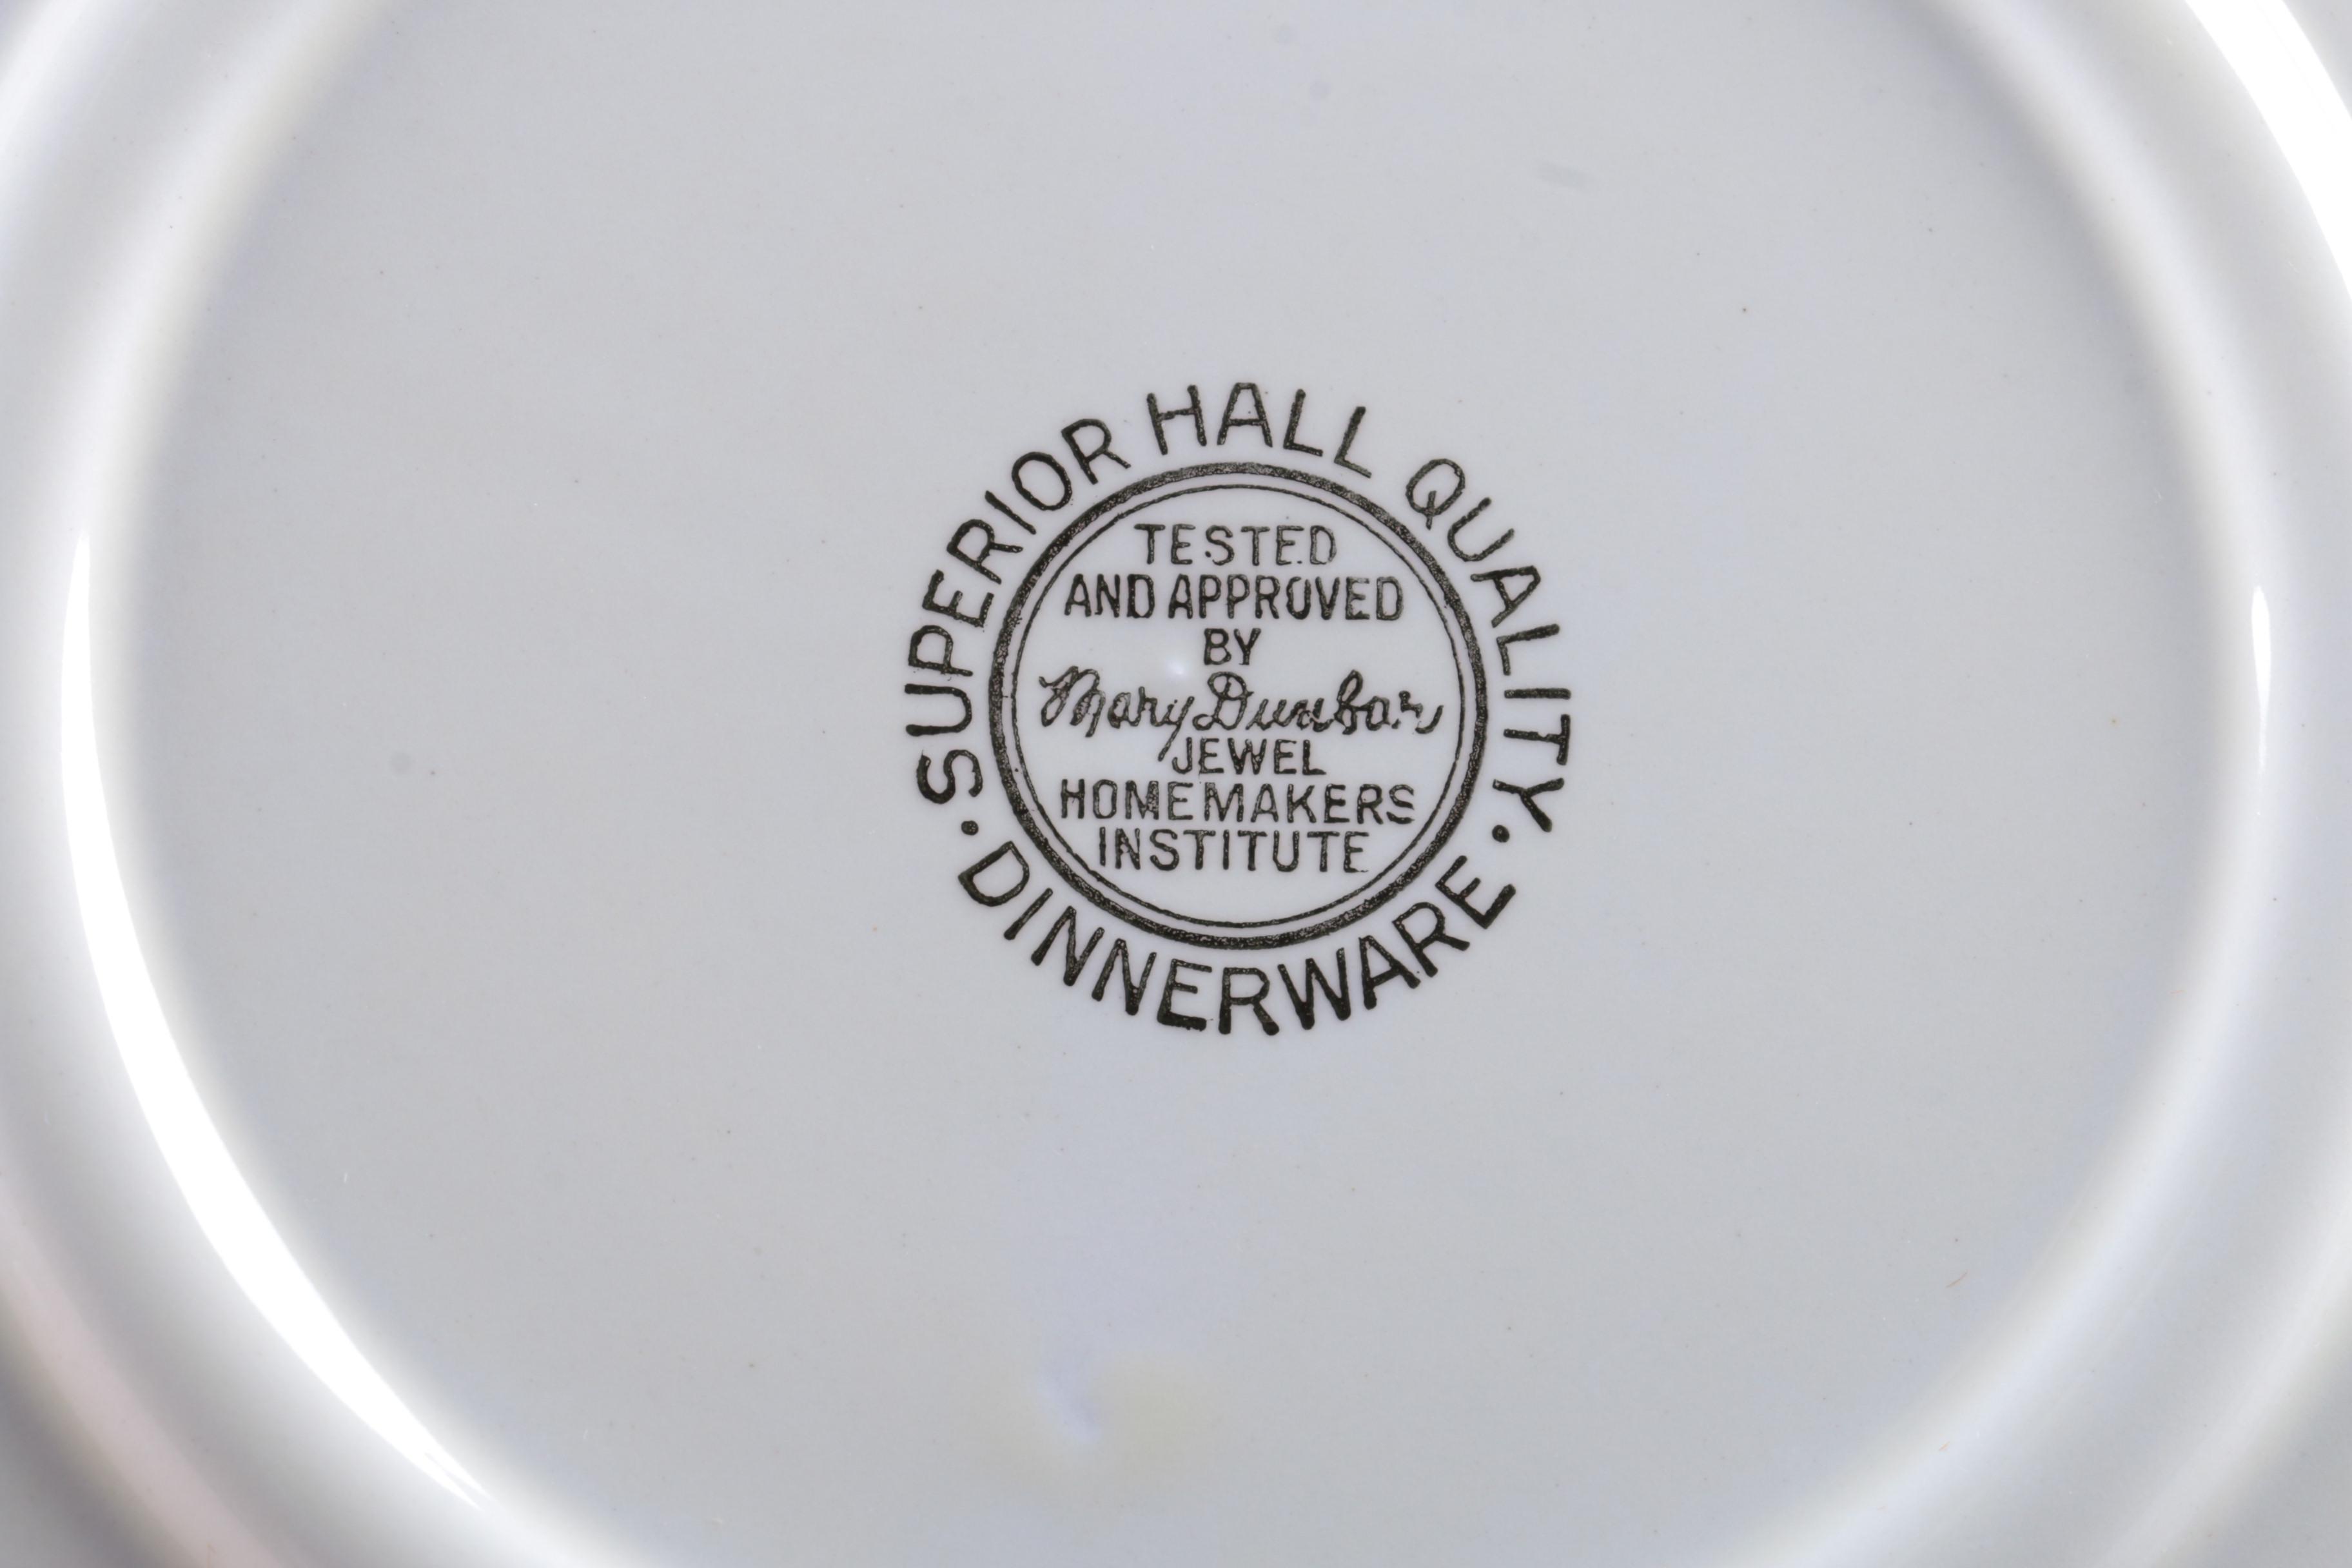 SUPERIOR HALL QUALITY
TESTED
AND APPROVED
BY
Mary Dunbar
JEWEL
HOMEMAKERS
INSTITUTE
· DINNERWARE ·